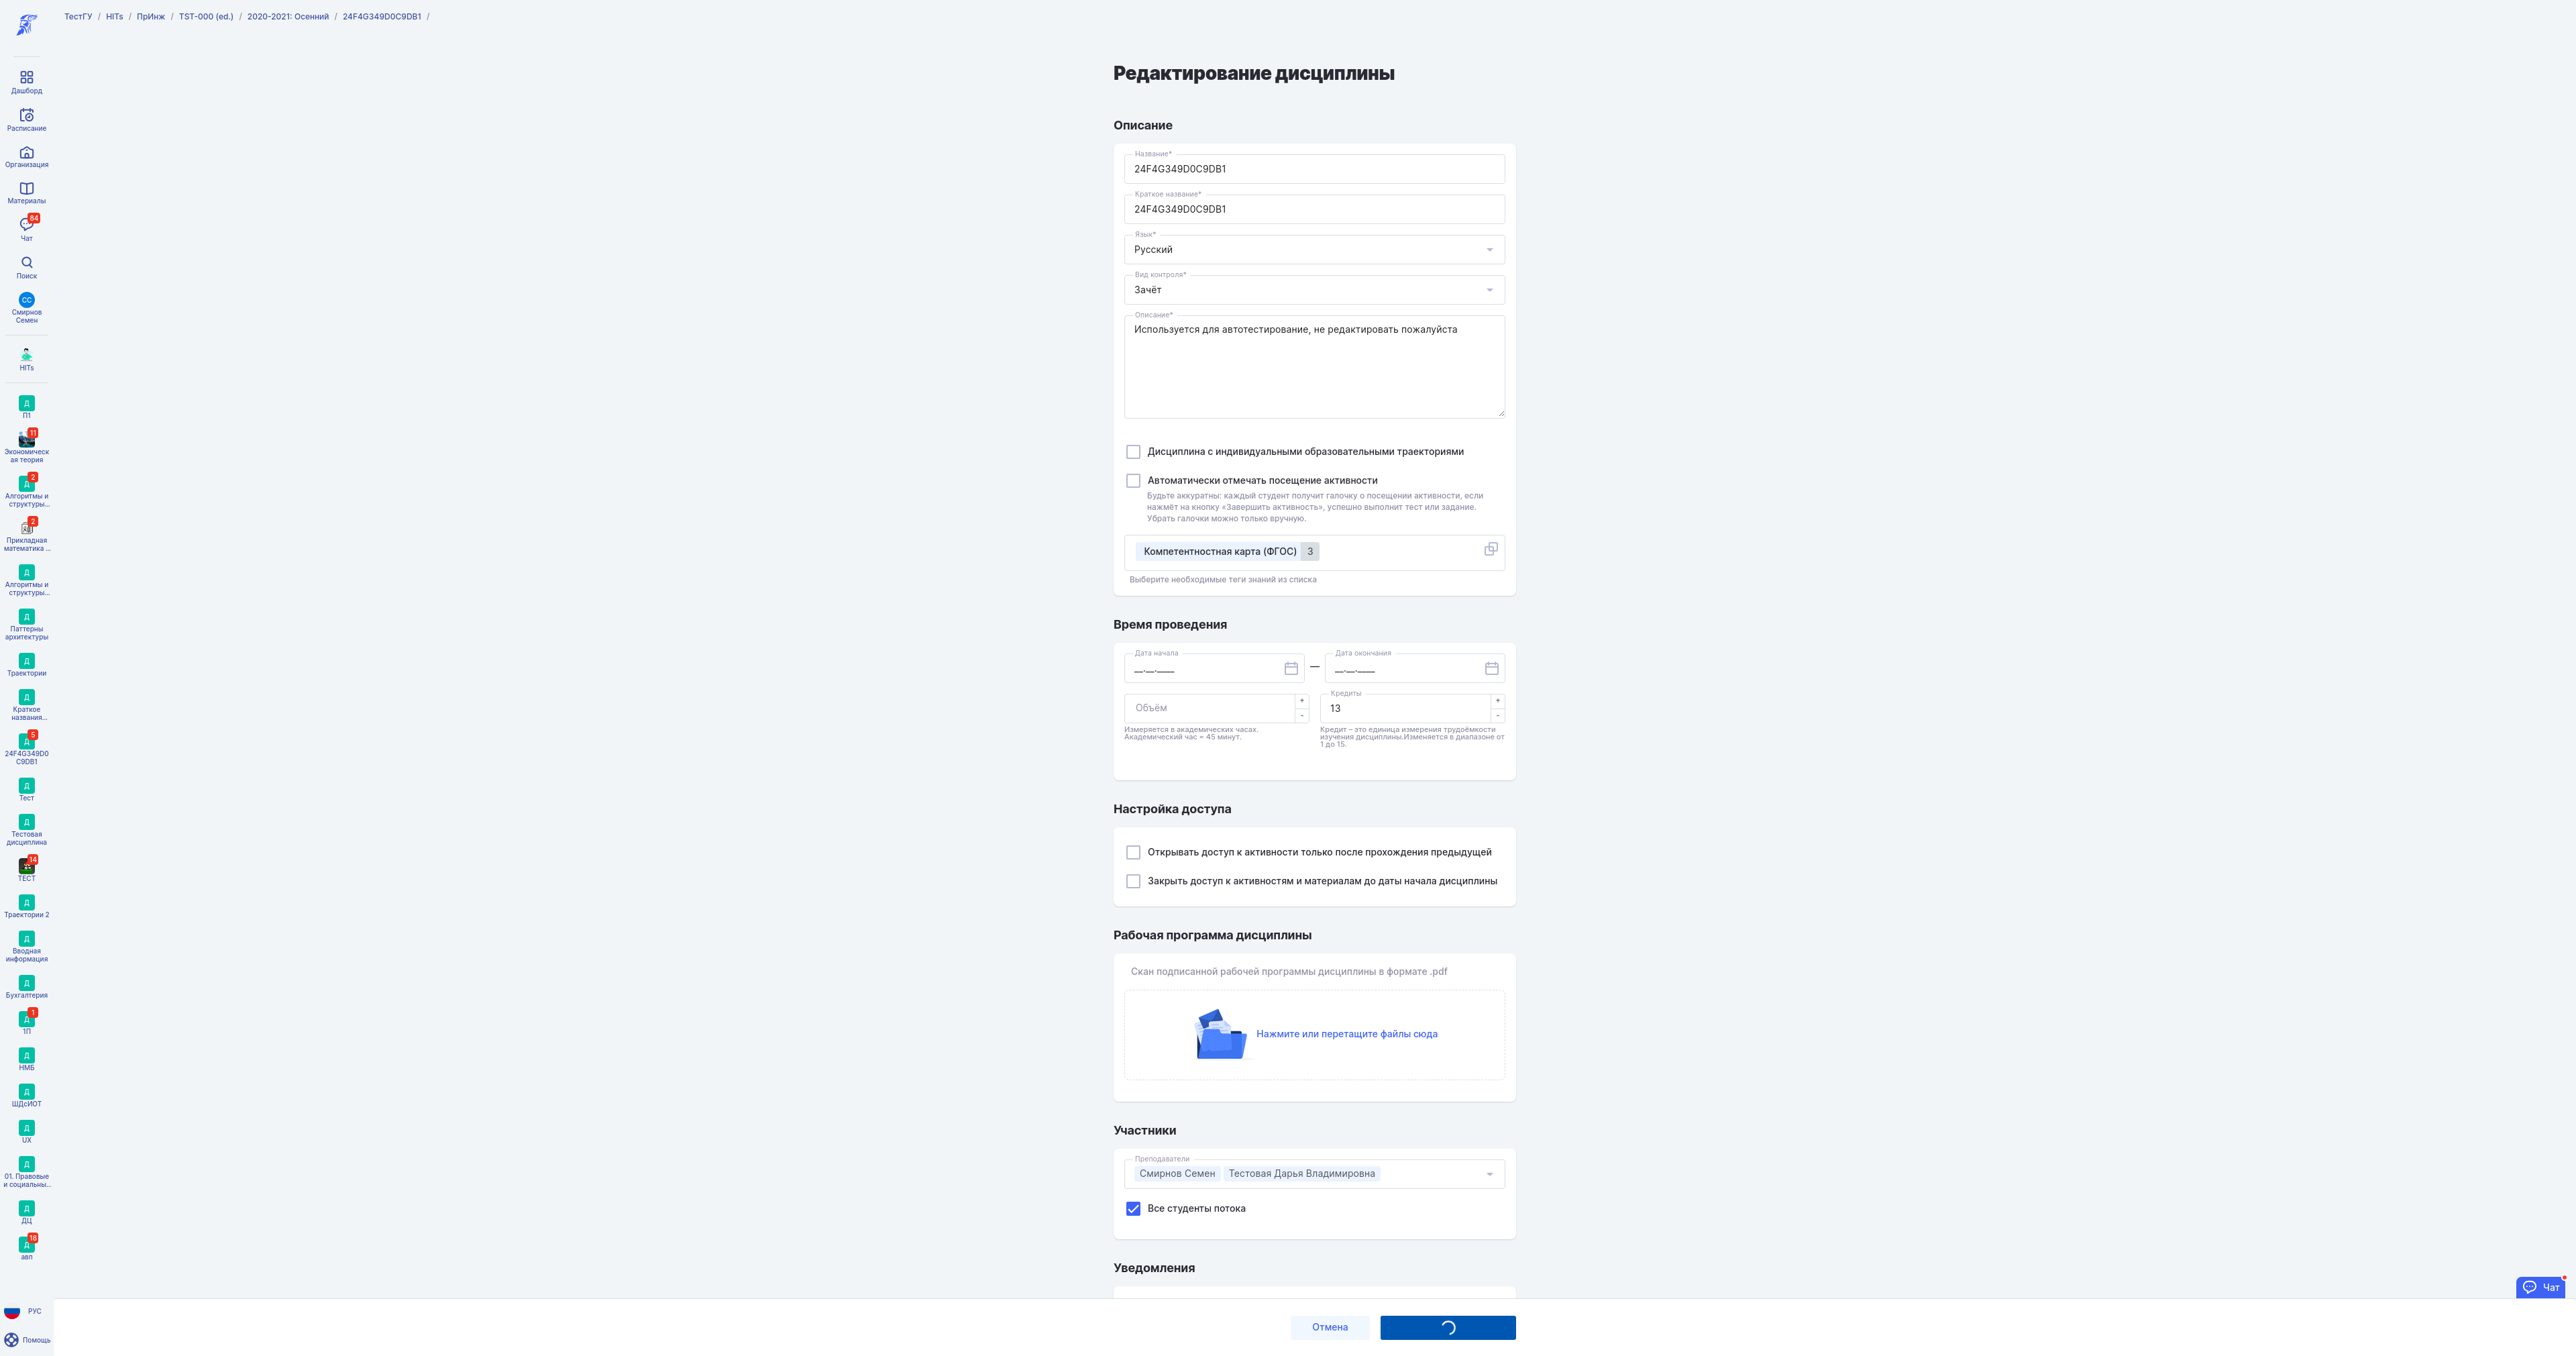 ТестГУ / HITs / ПрИнж / TST-000 (ed.) / 2020-2021: Осенний / 24F4G349D0C9DB1 /
Дашборд
Расписание
Организация
Материалы
84
Чат
Поиск
СС
Смирнов
Семен
HITs
Д
П1
11
Экономическ
ая теория
2
Д
Алгоритмы и
структуры...
2
Прикладная
математика ...
Д
Алгоритмы и
структуры...
Д
Паттерны
архитектуры
Д
Траектории
Д
Краткое
названия...
5
Д
24F4G349D0
C9DB1
Д
Тест
Д
Тестовая
дисциплина
14
ТЕСТ
Д
Траектории 2
Д
Вводная
информация
Д
Бухгалтерия
1
Д
1П
Д
НМБ
Д
ШДсИОТ
Д
UX
Д
01. Правовые
и социальны...
Д
ДЦ
18
Д
авп
РУС
Помощь
Редактирование дисциплины
Описание
Название*
24F4G349D0C9DB1
Краткое название*
24F4G349D0C9DB1
Язык*
Русский
Вид контроля*
Зачёт
Описание*
Используется для автотестирование, не редактировать пожалуйста
Дисциплина с индивидуальными образовательными траекториями
Автоматически отмечать посещение активности
Будьте аккуратны: каждый студент получит галочку о посещении активности, если
нажмёт на кнопку «Завершить активность», успешно выполнит тест или задание.
Убрать галочки можно только вручную.
Компетентностная карта (ФГОС) 3
Выберите необходимые теги знаний из списка
Время проведения
Дата начала
__.__.____
—
Дата окончания
__.__.____
Объём
+
-
Измеряется в академических часах.
Академический час = 45 минут.
Кредиты
13
+
-
Кредит – это единица измерения трудоёмкости
изучения дисциплины.Изменяется в диапазоне от
1 до 15.
Настройка доступа
Открывать доступ к активности только после прохождения предыдущей
Закрыть доступ к активностям и материалам до даты начала дисциплины
Рабочая программа дисциплины
Скан подписанной рабочей программы дисциплины в формате .pdf
Нажмите или перетащите файлы сюда
Участники
Преподаватели
Смирнов Семен Тестовая Дарья Владимировна
Все студенты потока
Уведомления
Чат
Отмена